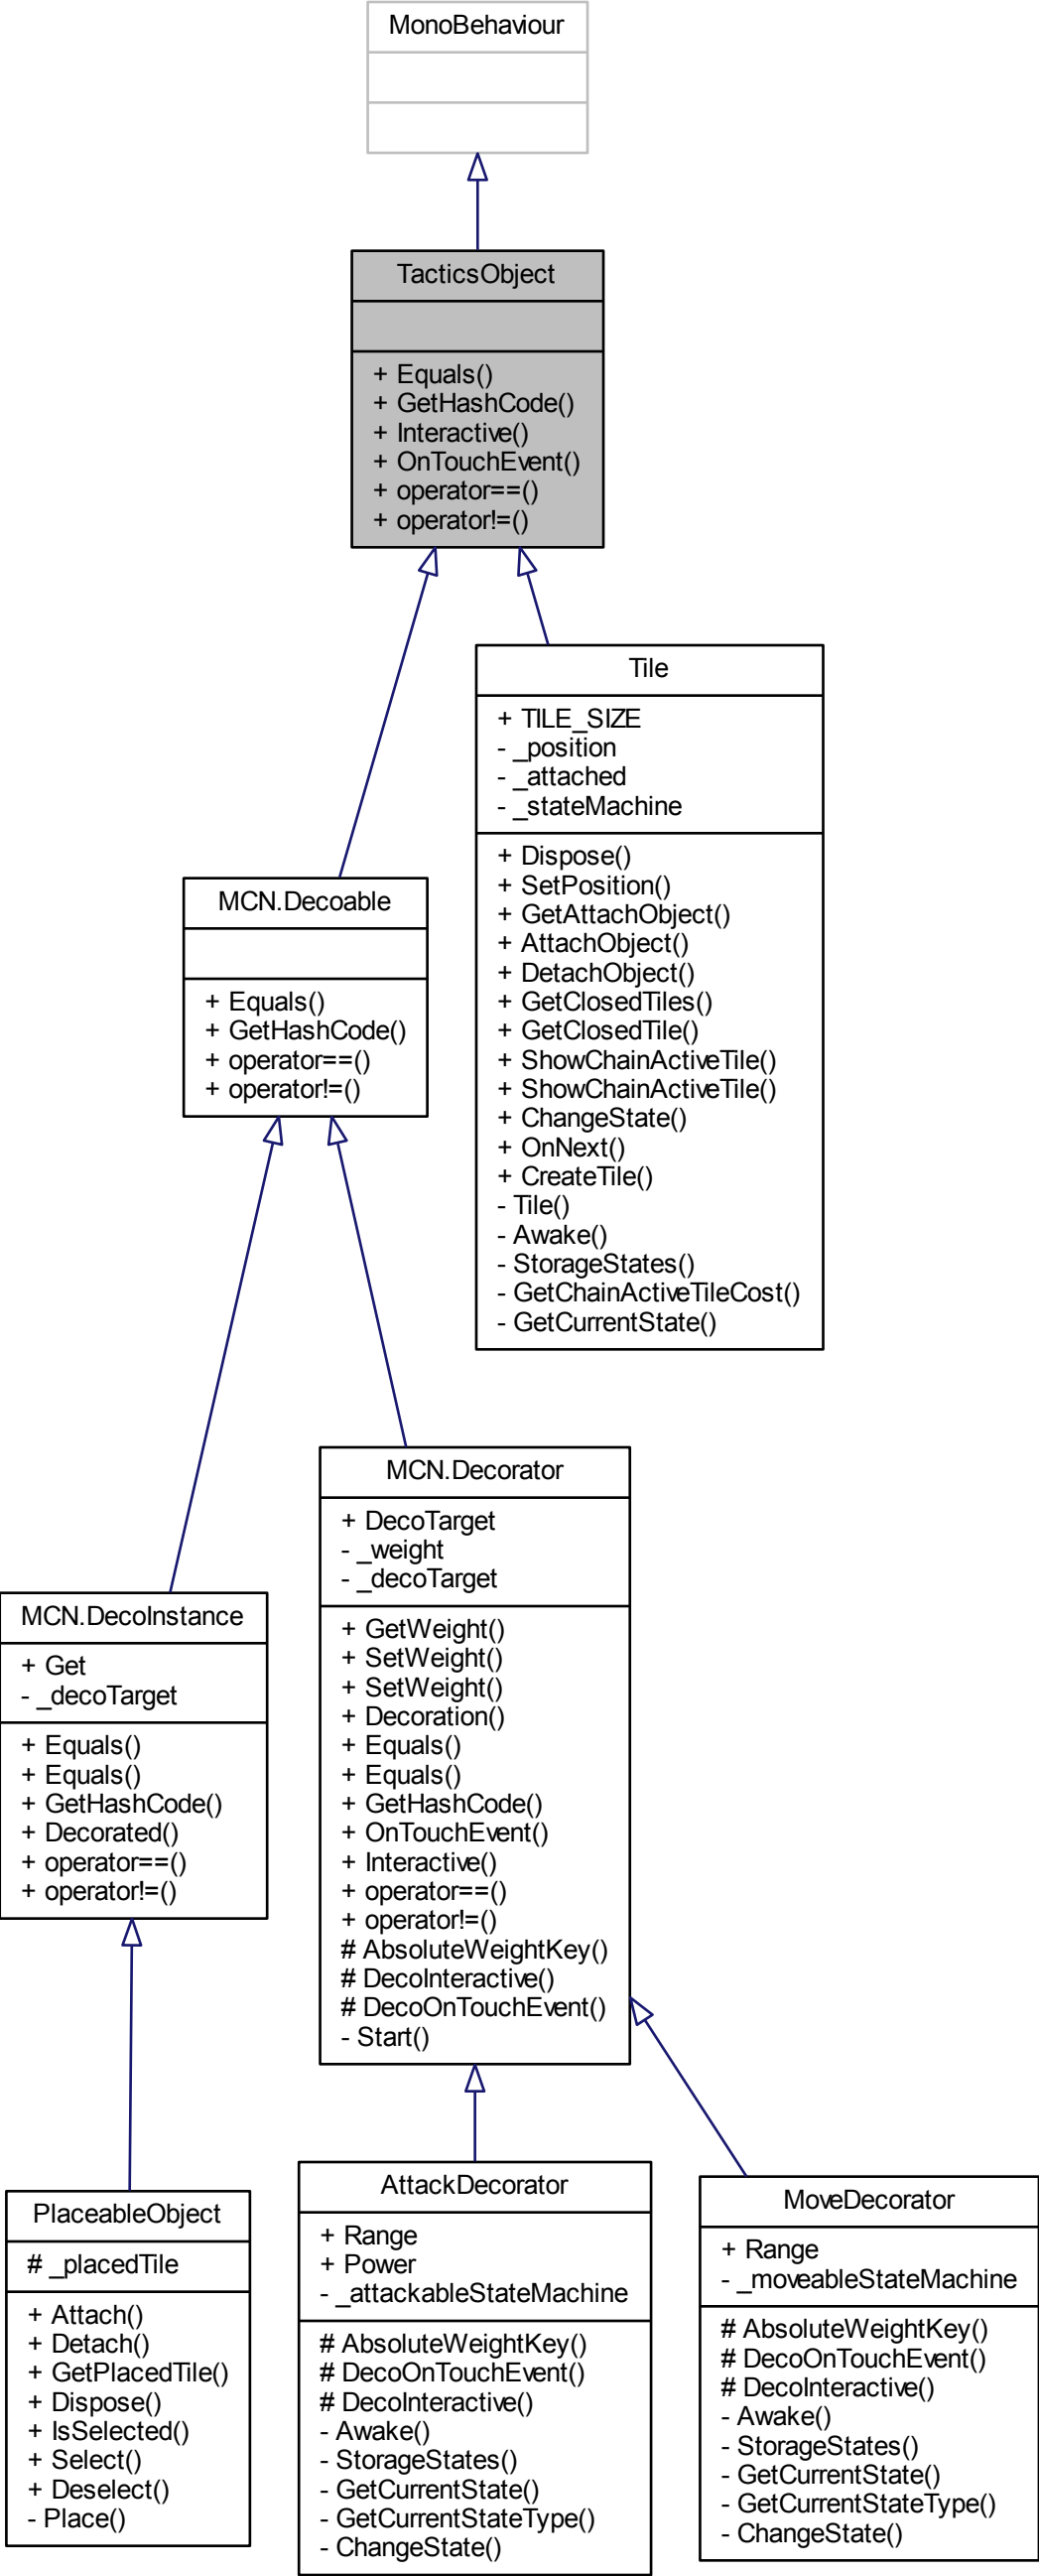 MonoBehaviour
TacticsObject
+ Equals()
+ GetHashCode()
+ Interactive()
+ OnTouchEvent()
+ operator==()
+ operator!=()
Tile
+ TILE_SIZE
- _position
- _attached
- _stateMachine
+ Dispose()
+ SetPosition()
+ GetAttachObject()
+ AttachObject()
+ DetachObject()
+ GetClosedTiles()
+ GetClosedTile()
+ ShowChainActiveTile()
+ ShowChainActiveTile()
+ ChangeState()
+ OnNext()
+ CreateTile()
- Tile()
- Awake()
- StorageStates()
- GetChainActiveTileCost()
- GetCurrentState()
MCN.Decoable
+ Equals()
+ GetHashCode()
+ operator==()
+ operator!=()
MCN.Decorator
+ DecoTarget
- _weight
- _decoTarget
+ GetWeight()
+ SetWeight()
+ SetWeight()
+ Decoration()
+ Equals()
+ Equals()
+ GetHashCode()
+ OnTouchEvent()
+ Interactive()
+ operator==()
+ operator!=()
# AbsoluteWeightKey()
# DecoInteractive()
# DecoOnTouchEvent()
- Start()
MCN.DecoInstance
+ Get
- _decoTarget
+ Equals()
+ Equals()
+ GetHashCode()
+ Decorated()
+ operator==()
+ operator!=()
PlaceableObject
# _placedTile
+ Attach()
+ Detach()
+ GetPlacedTile()
+ Dispose()
+ IsSelected()
+ Select()
+ Deselect()
- Place()
AttackDecorator
+ Range
+ Power
- _attackableStateMachine
# AbsoluteWeightKey()
# DecoOnTouchEvent()
# DecoInteractive()
- Awake()
- StorageStates()
- GetCurrentState()
- GetCurrentStateType()
- ChangeState()
MoveDecorator
+ Range
- _moveableStateMachine
# AbsoluteWeightKey()
# DecoOnTouchEvent()
# DecoInteractive()
- Awake()
- StorageStates()
- GetCurrentState()
- GetCurrentStateType()
- ChangeState()